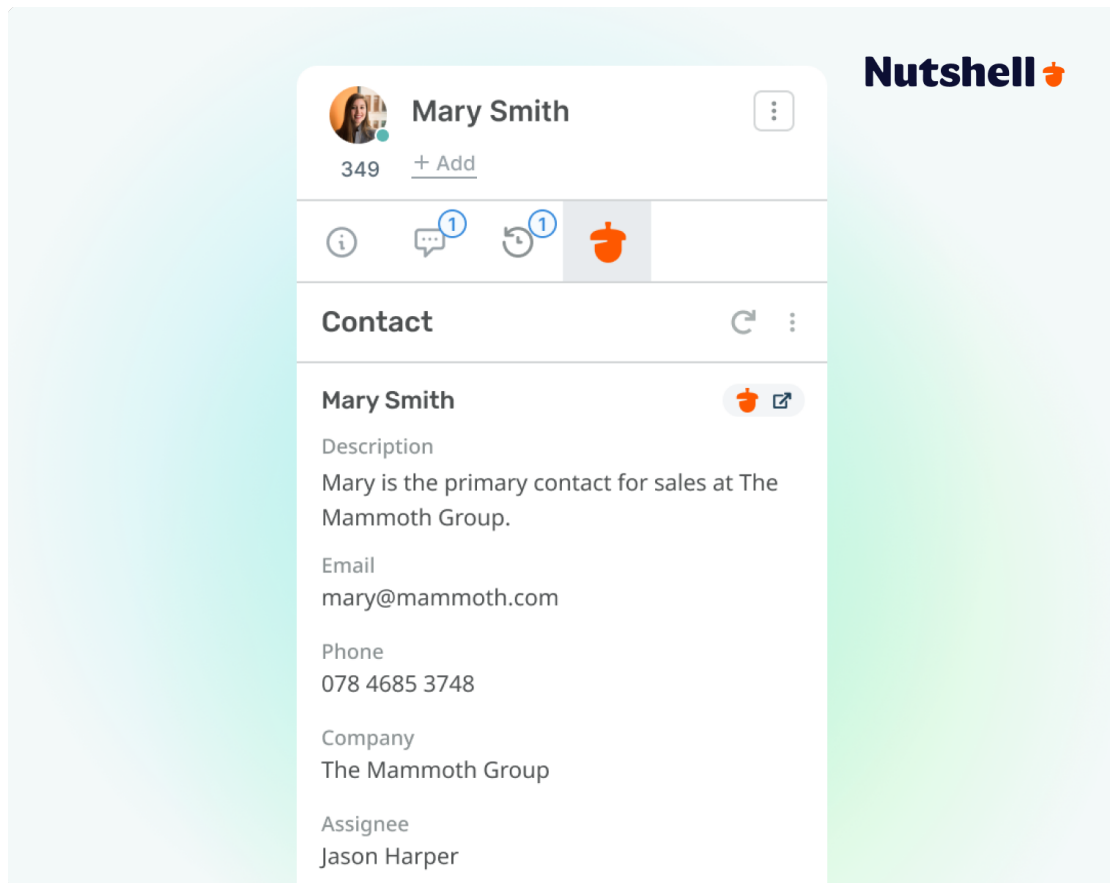 Nutshell
Mary Smith
349
+ Add
1
1
Contact
Mary Smith
Description
Mary is the primary contact for sales at The
Mammoth Group.
Email
mary@mammoth.com
Phone
078 4685 3748
Company
The Mammoth Group
Assignee
Jason Harper